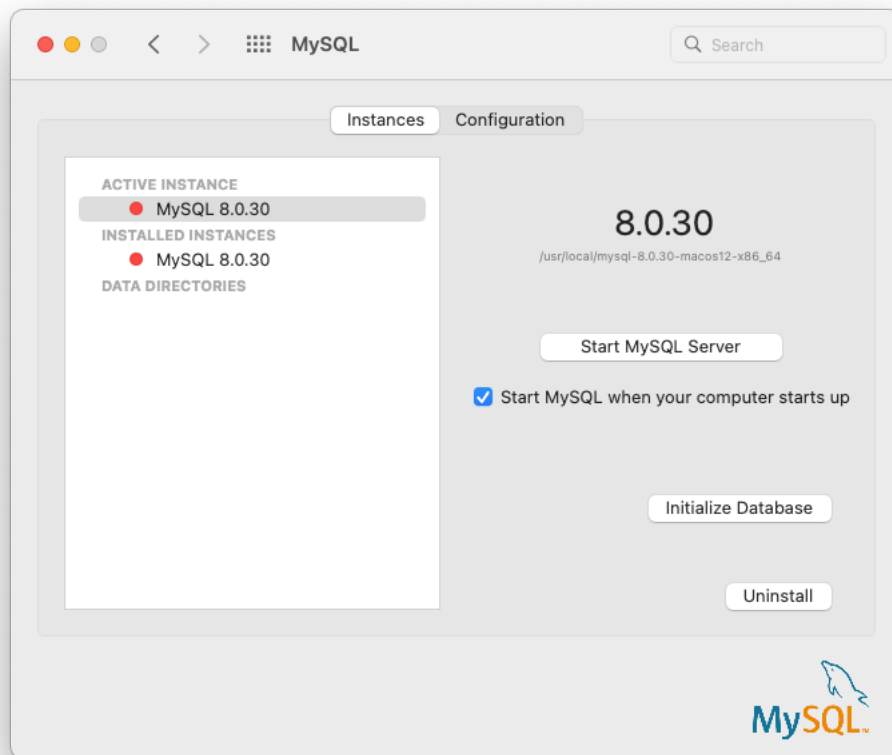 MySQL
Search
Instances
Configuration
ACTIVE INSTANCE
MySQL 8.0.30
INSTALLED INSTANCES
MySQL 8.0.30
DATA DIRECTORIES
8.0.30
/usr/local/mysql-8.0.30-macos12-x86_64
Start MySQL Server
Start MySQL when your computer starts up
Initialize Database
Uninstall
MySQL™